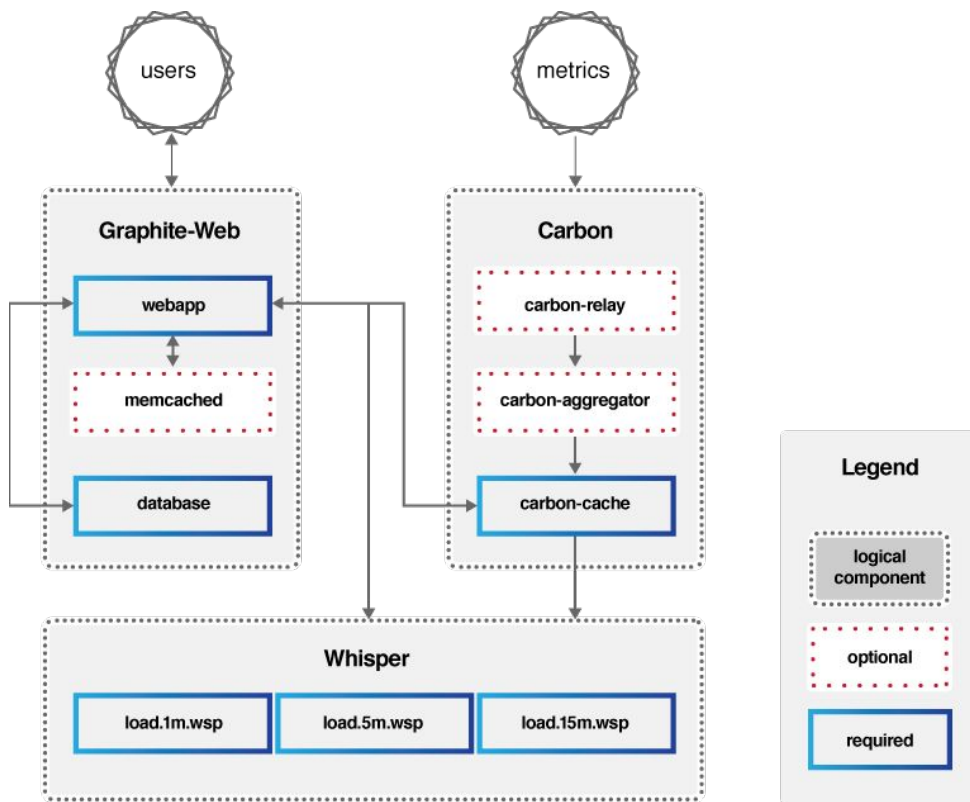 users
metrics
Graphite-Web
Carbon
webapp
carbon-relay
memcached
carbon-aggregator
database
carbon-cache
Whisper
load.1m.wsp
load.5m.wsp
load.15m.wsp
Legend
logical
component
optional
required